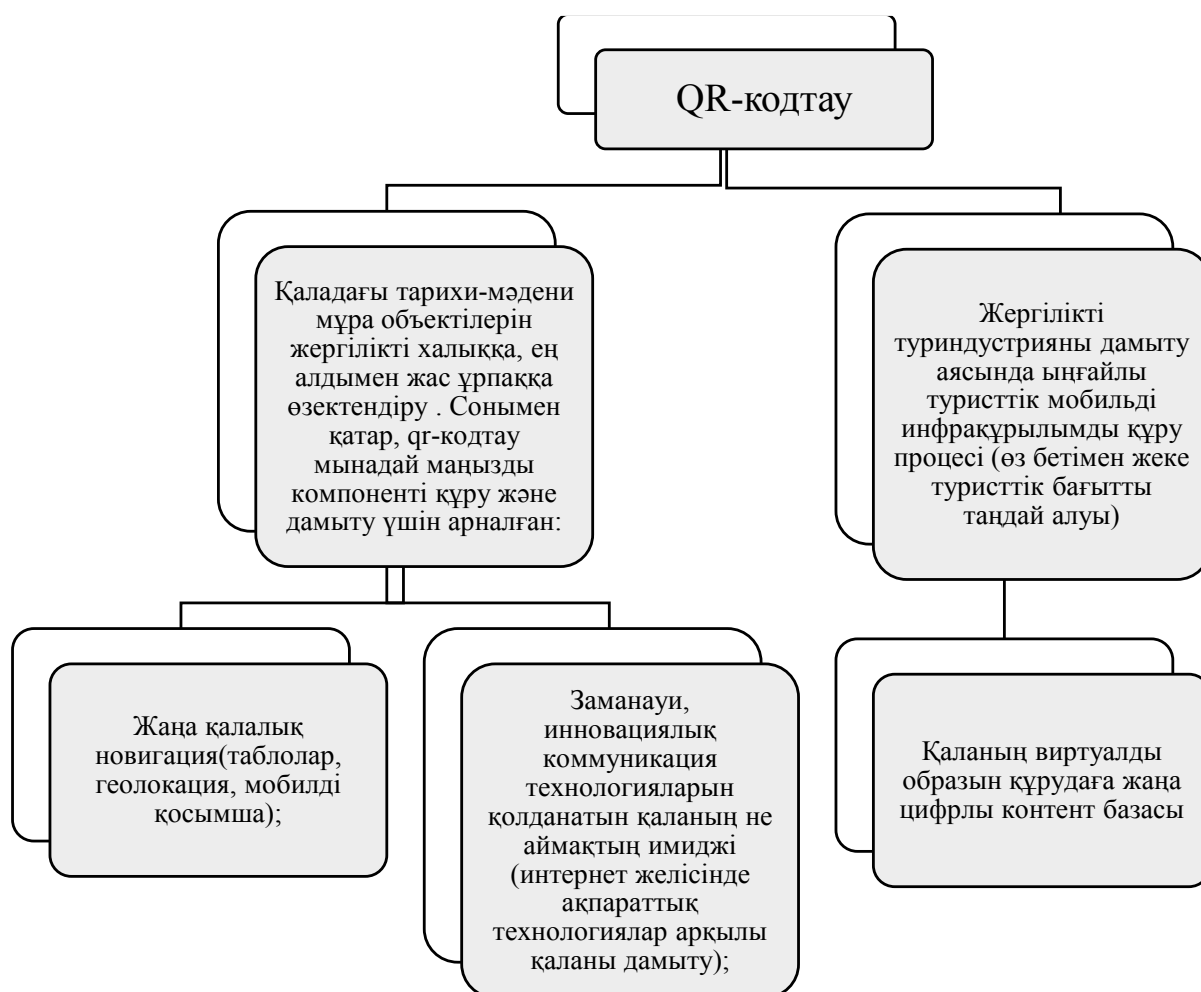 QR-кодтау
Қаладағы тарихи-мәдени
мұра объектілерін
жергілікті халыққа, ең
алдымен жас ұрпаққа
өзектендіру . Сонымен
қатар, qr-кодтау
мынадай маңызды
компоненті құру және
дамыту үшін арналған:
Жергілікті
туриндустрияны дамыту
аясында ыңғайлы
туристтік мобильді
инфрақұрылымды құру
процесі (өз бетімен жеке
туристтік бағытты
таңдай алуы)
Жаңа қалалық
новигация(таблолар,
геолокация, мобилді
қосымша);
Заманауи,
инновациялық
коммуникация
технологияларын
қолданатын қаланың не
аймақтың имиджі
(интернет желісінде
ақпараттық
технологиялар арқылы
қаланы дамыту);
Қаланың виртуалды
образын құрудаға жаңа
цифрлы контент базасы